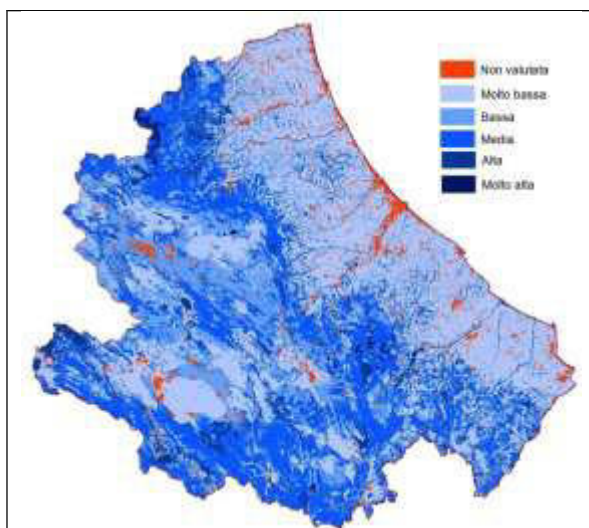 Non valutata
Molto bassa
Bassa
Media
Alta
Molto alta